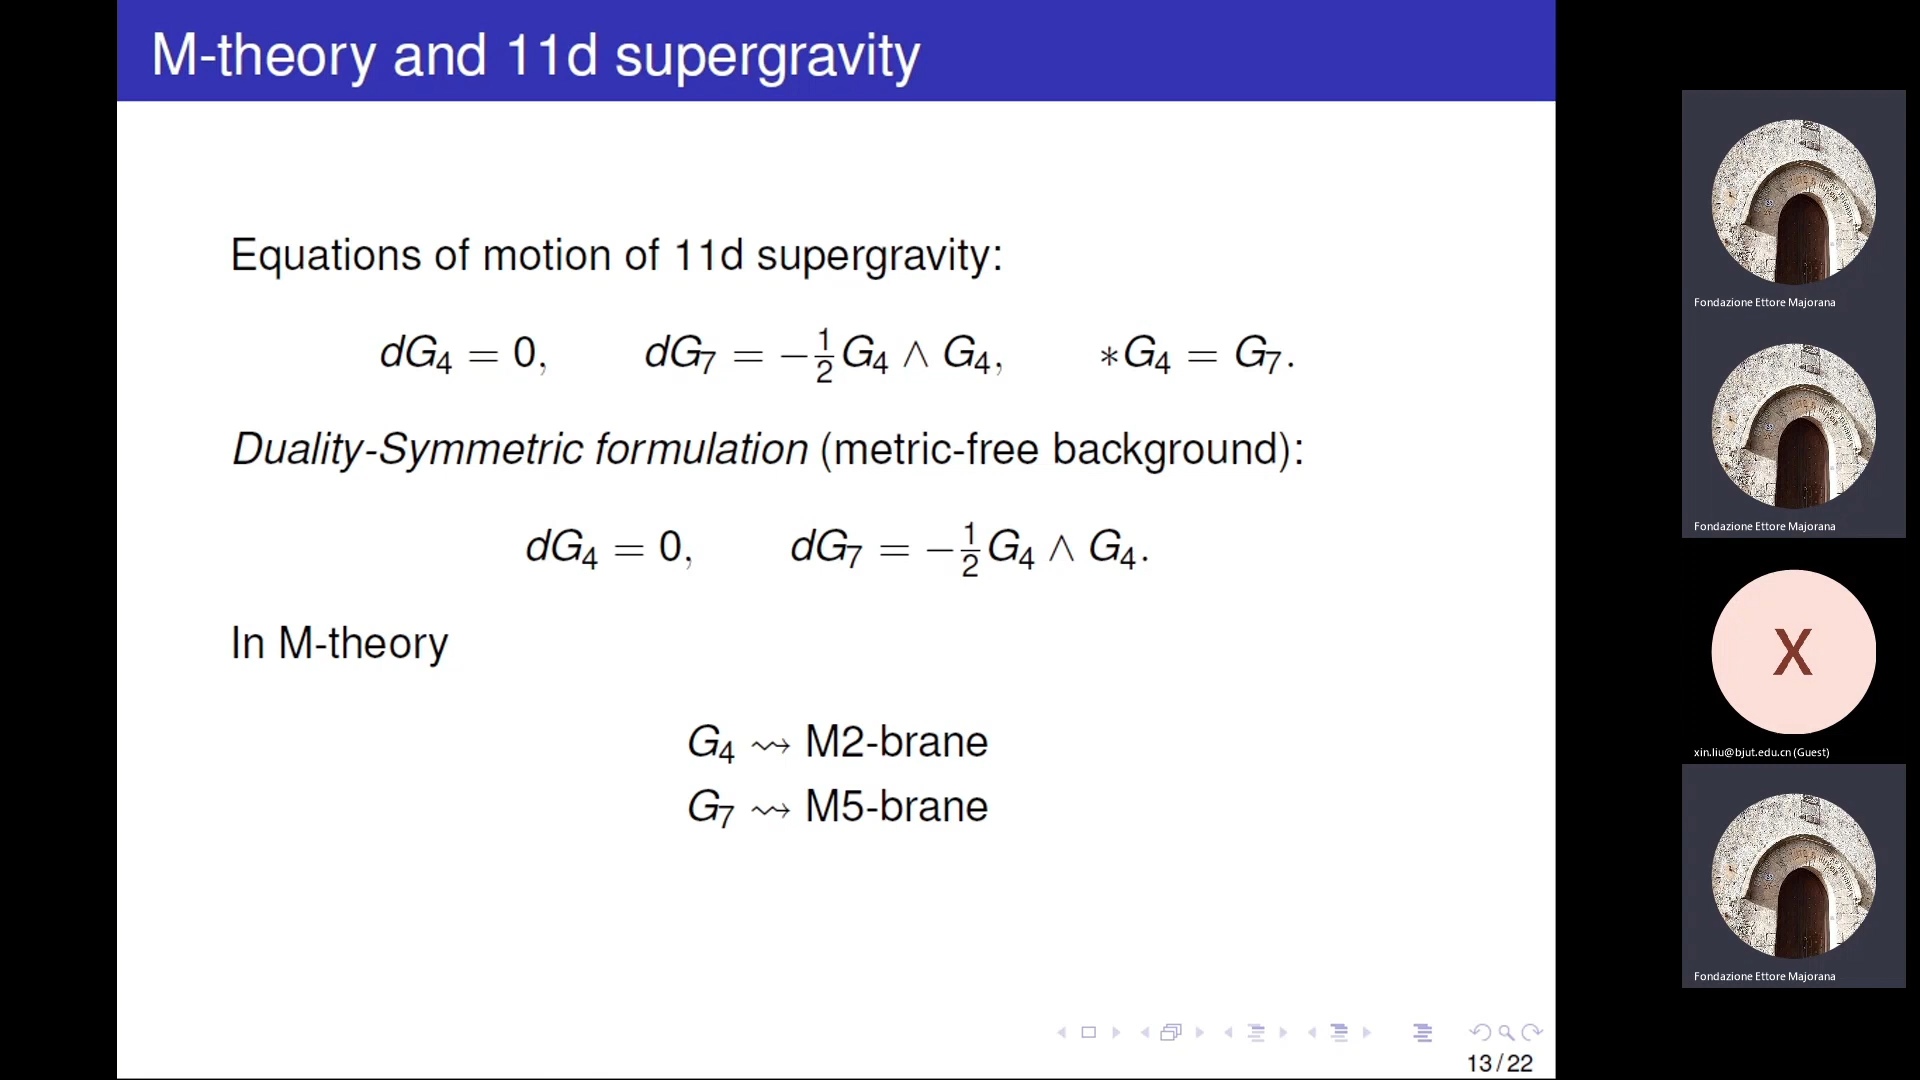 M-theory and 11d supergravity
Equations of motion of 11d supergravity:
dG₄ = 0, dG₇ = −½G₄ ∧ G₄, ∗G₄ = G₇.
Duality-Symmetric formulation (metric-free background):
dG₄ = 0, dG₇ = −½G₄ ∧ G₄.
In M-theory
G₄ ⇝ M2-brane
G₇ ⇝ M5-brane
13/22
Fondazione Ettore Majorana
Fondazione Ettore Majorana
X
xin.liu@bjut.edu.cn (Guest)
Fondazione Ettore Majorana